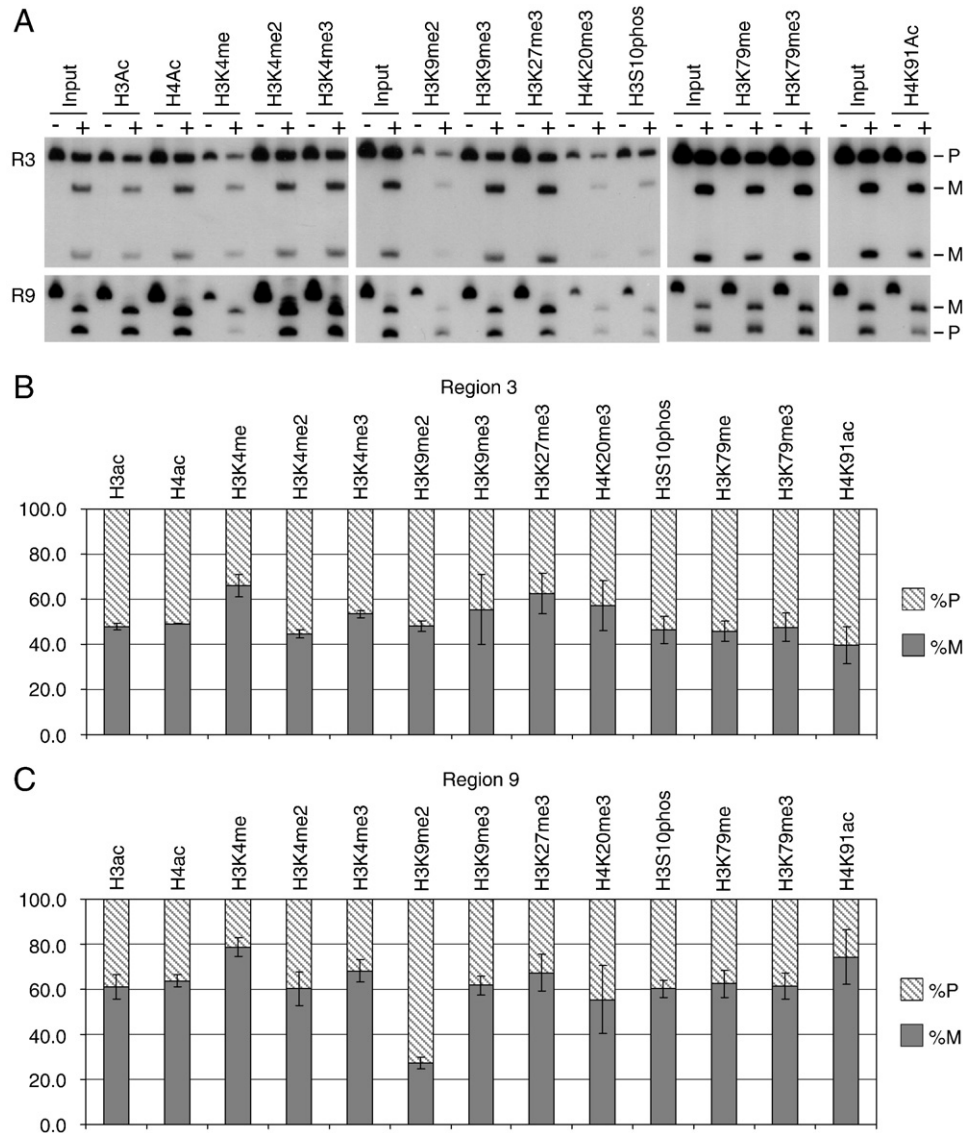 A
Input H3Ac H4Ac H3K4me H3K4me2 H3K4me3 Input H3K9me2 H3K9me3 H3K27me3 H4K20me3 H3S10phos Input H3K79me H3K79me3 Input H4K91Ac
- + - + - + - + - + - + - + - + - + - + - + - + - + - + - + - + - +
R3
P
M
M
R9
M
P
B
Region 3
H3ac H4ac H3K4me H3K4me2 H3K4me3 H3K9me2 H3K9me3 H3K27me3 H4K20me3 H3S10phos H3K79me H3K79me3 H4K91ac
100.0
80.0
60.0
40.0
20.0
0.0
%P
%M
C
Region 9
H3ac H4ac H3K4me H3K4me2 H3K4me3 H3K9me2 H3K9me3 H3K27me3 H4K20me3 H3S10phos H3K79me H3K79me3 H4K91ac
100.0
80.0
60.0
40.0
20.0
0.0
%P
%M